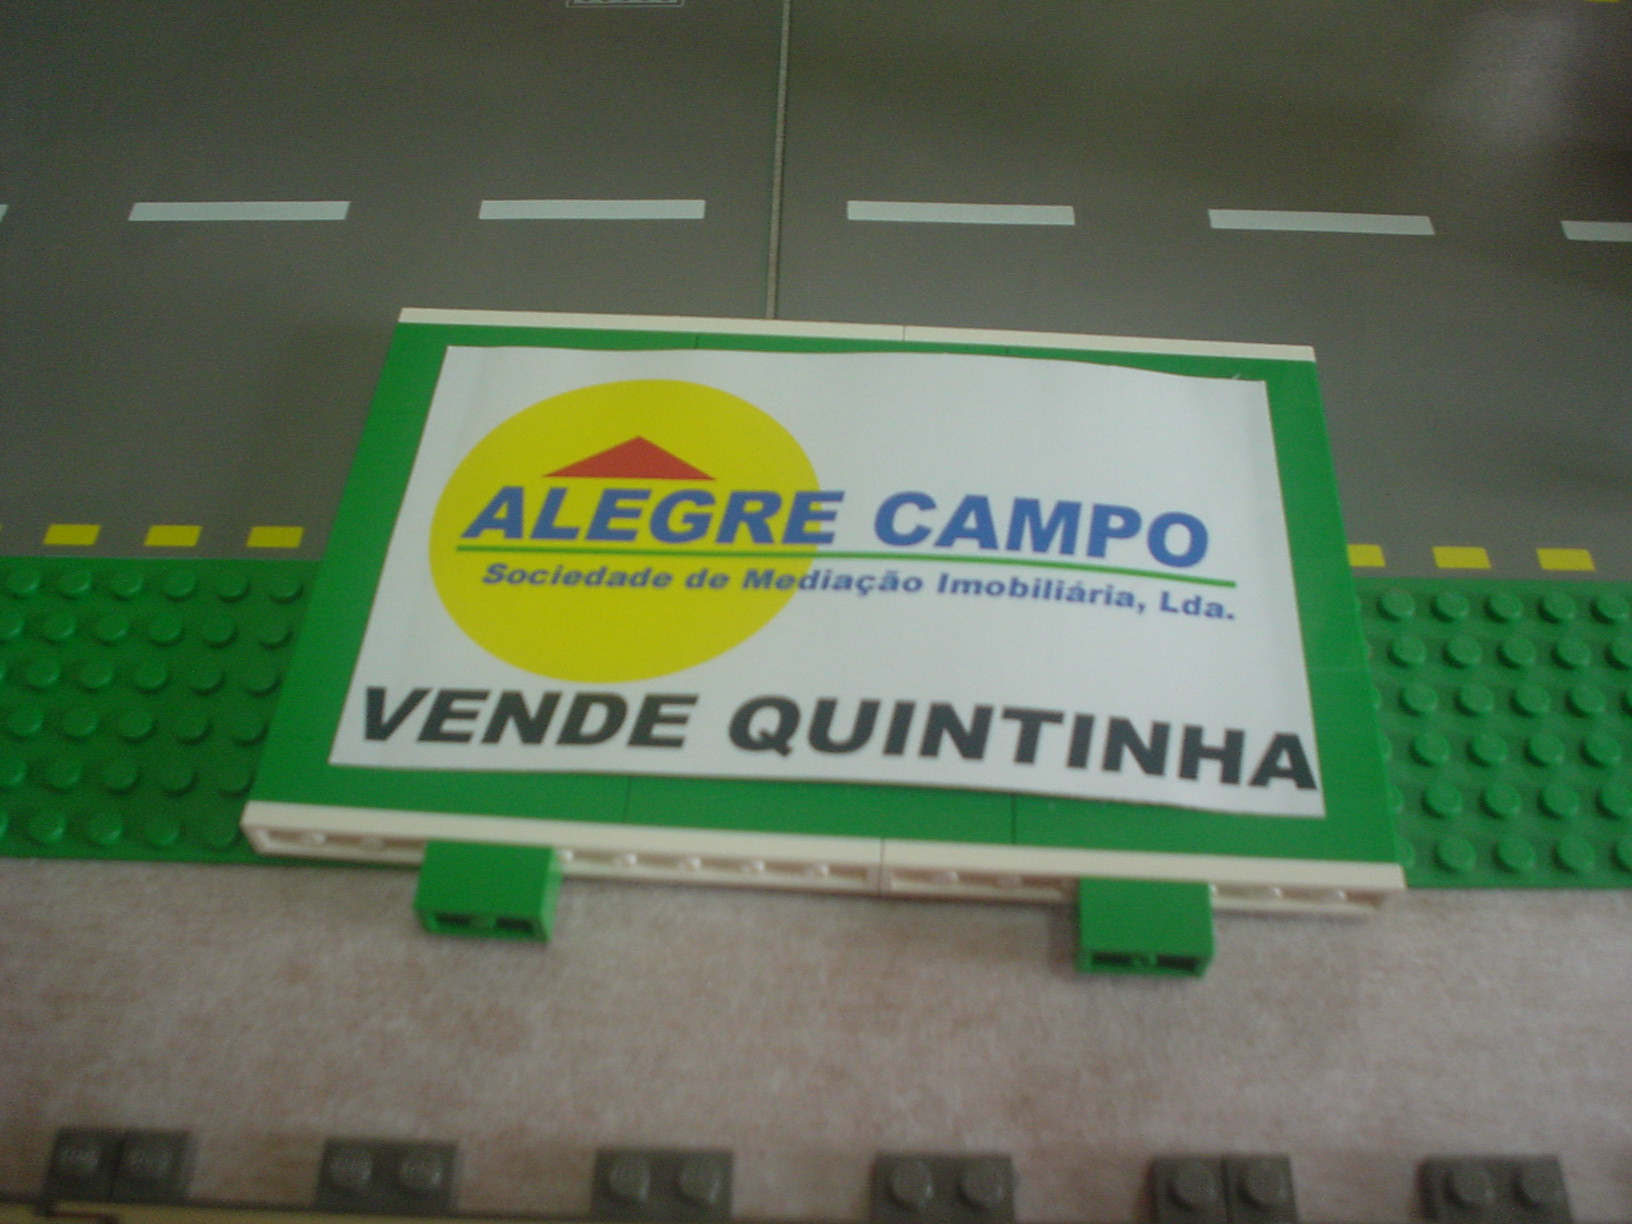 ALEGRE CAMPO
Sociedade de Mediação Imobiliária, Lda.
VENDE QUINTINHA